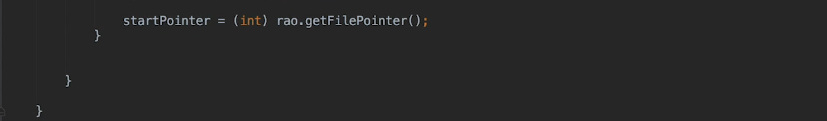 startPointer = (int) rao.getFilePointer();
}
}
}